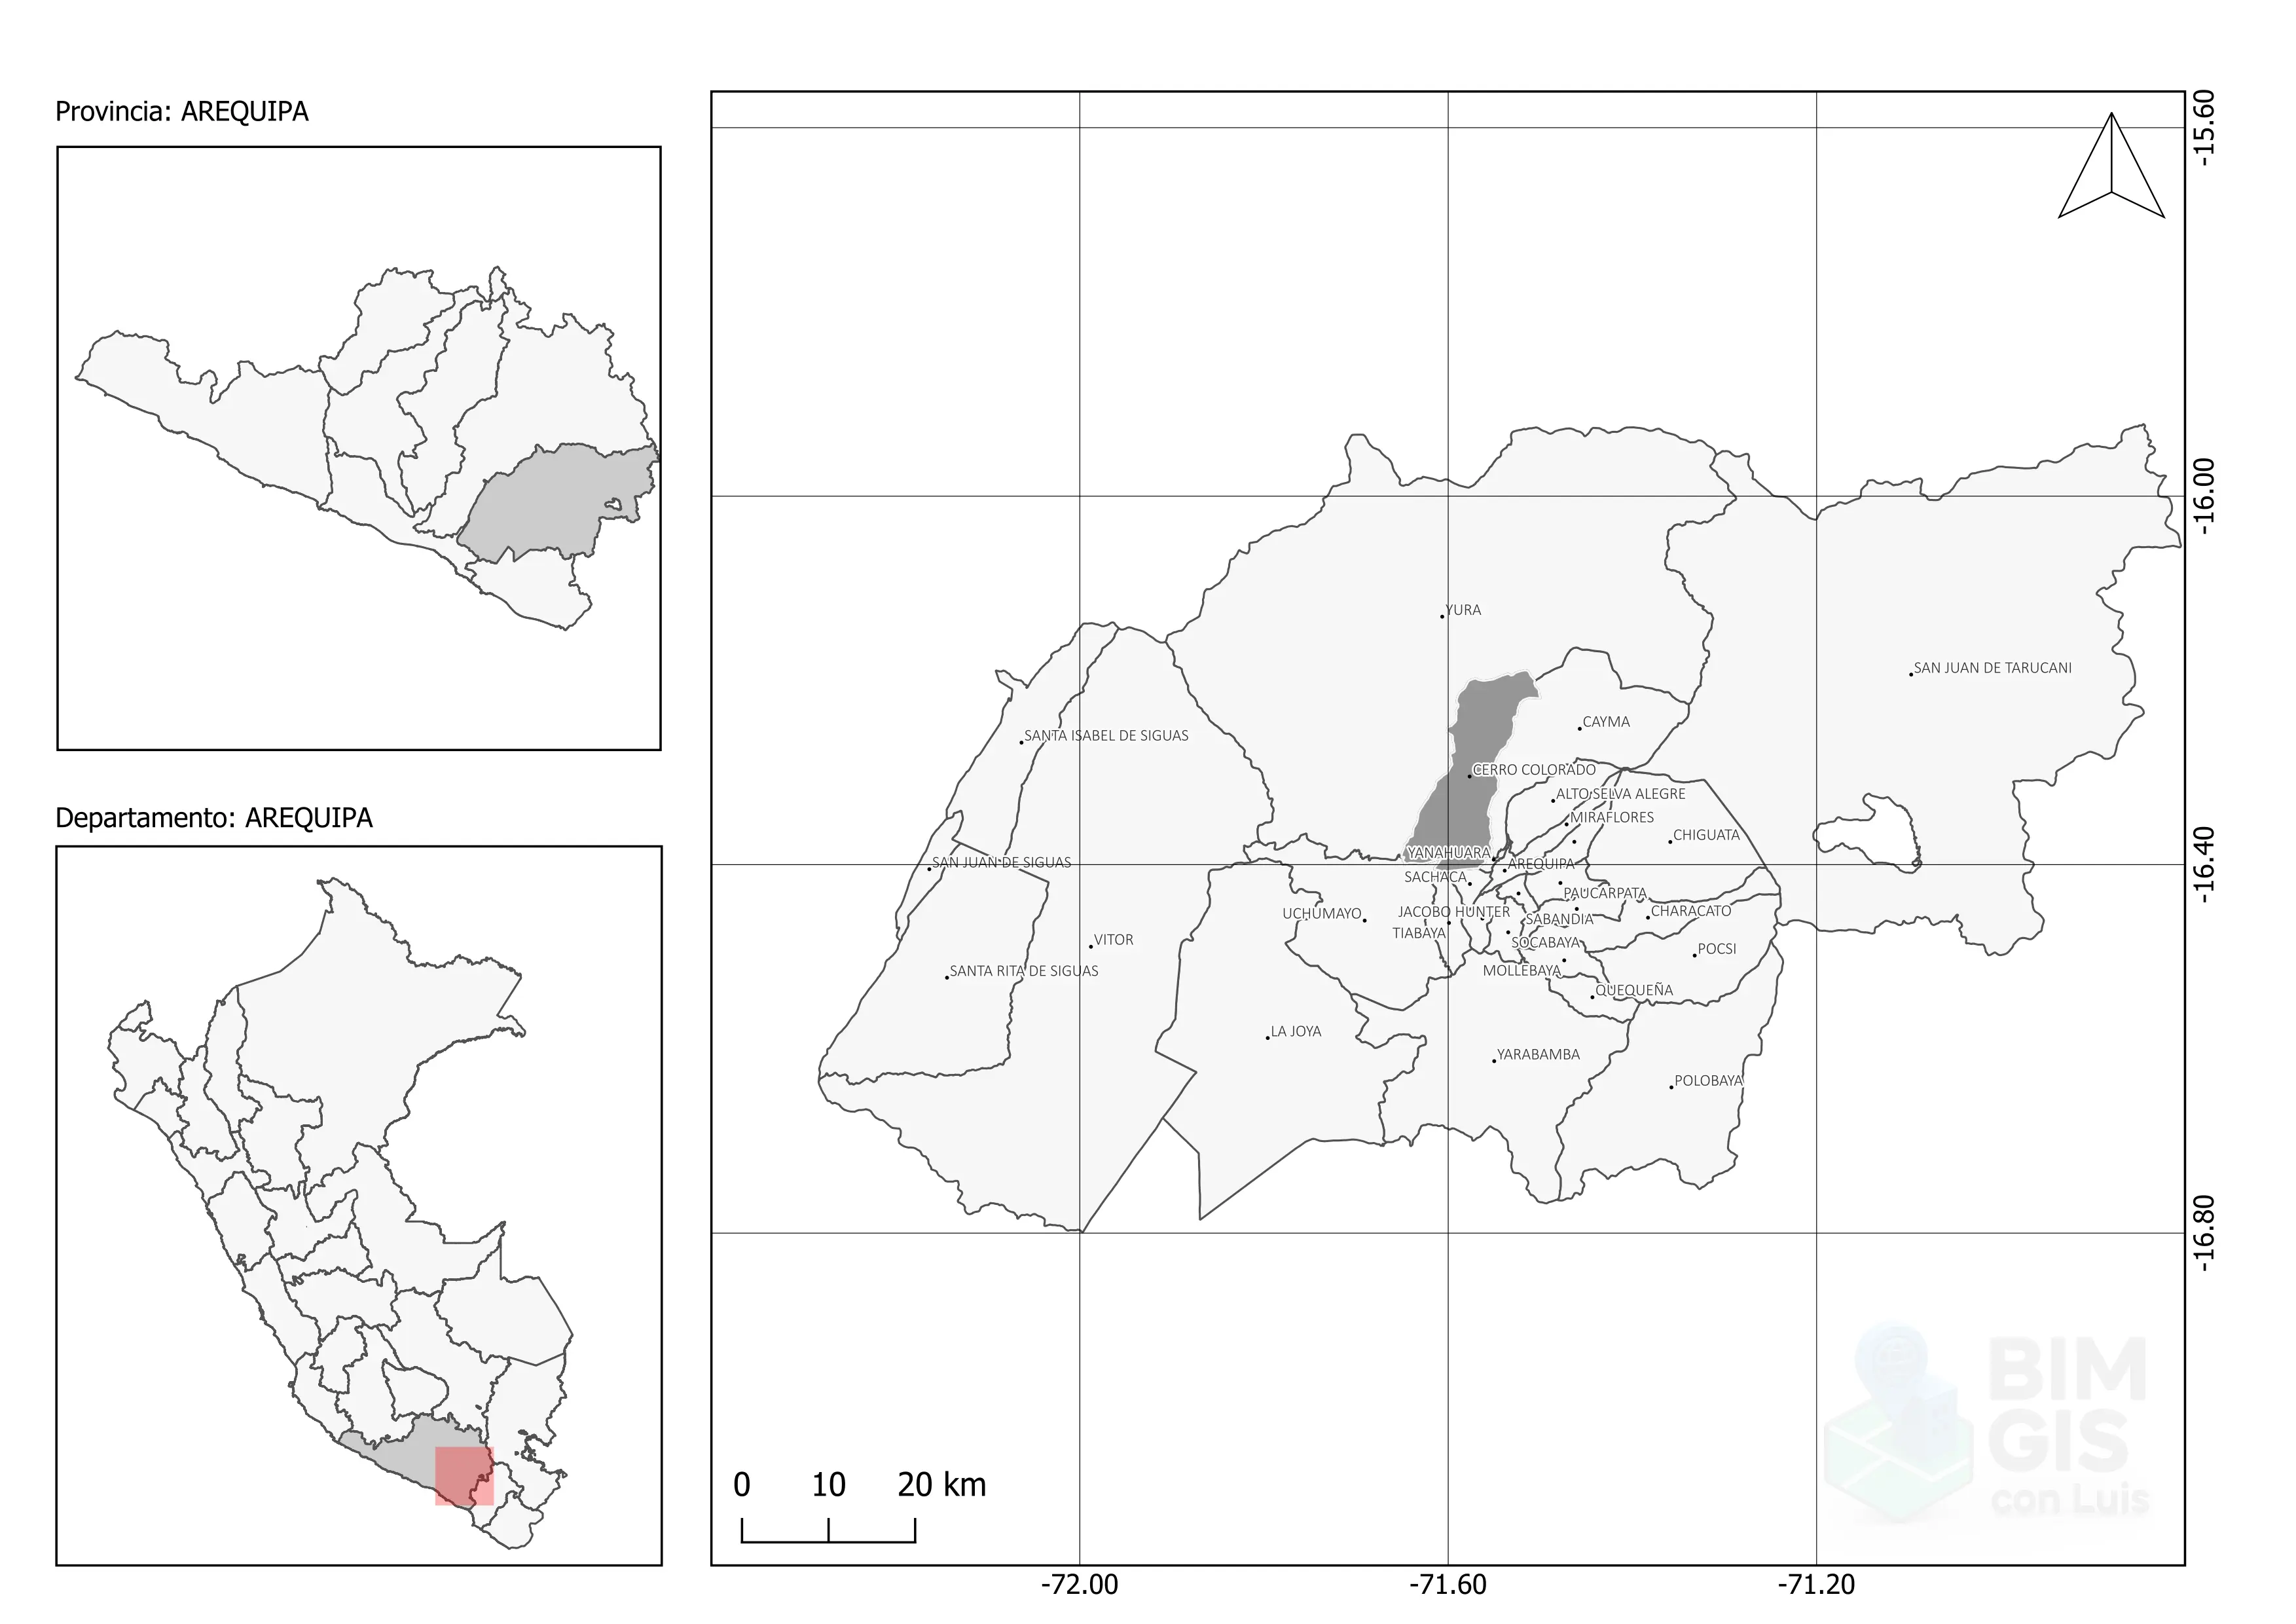 Provincia: AREQUIPA
Departamento: AREQUIPA
-15.60
-16.00
-16.40
-16.80
YURA
SAN JUAN DE TARUCANI
CAYMA
SANTA ISABEL DE SIGUAS
CERRO COLORADO
ALTO SELVA ALEGRE
MIRAFLORES
CHIGUATA
YANAHUARA
AREQUIPA
SAN JUAN DE SIGUAS
SACHACA
PAUCARPATA
UCHUMAYO
JACOBO HUNTER
CHARACATO
SABANDIA
TIABAYA
VITOR
SOCABAYA
POCSI
SANTA RITA DE SIGUAS
MOLLEBAYA
QUEQUEÑA
LA JOYA
YARABAMBA
POLOBAYA
BIM
GIS
con Luis
0 10 20 km
-72.00 -71.60 -71.20